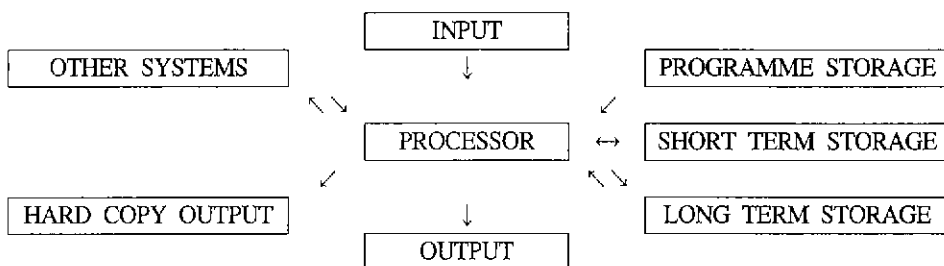 INPUT
OTHER SYSTEMS
PROGRAMME STORAGE
PROCESSOR
SHORT TERM STORAGE
HARD COPY OUTPUT
LONG TERM STORAGE
OUTPUT